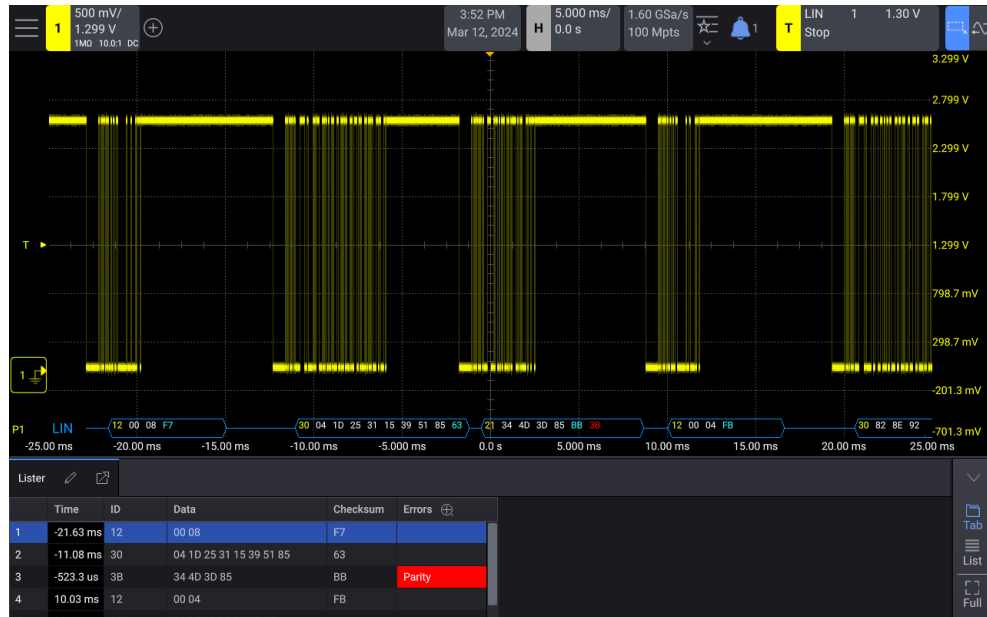 500 mV/ 3:52 PM 5.000 ms/ 1.60 GSa/s LIN 1 1.30 V
1 1.299 V Mar 12, 2024 H 0.0 s 100 Mpts 1 T Stop
1MΩ 10.0:1 DC
3.299 V
2.799 V
2.299 V
1.799 V
T 1.299 V
798.7 mV
298.7 mV
1
-201.3 mV
P1 LIN 12 00 08 F7 30 04 1D 25 31 15 39 51 85 63 21 34 4D 3D 85 BB 3B 12 00 04 FB 30 82 8E 92 -701.3 mV
-25.00 ms -20.00 ms -15.00 ms -10.00 ms -5.000 ms 0.0 s 5.000 ms 10.00 ms 15.00 ms 20.00 ms 25.00 ms
Lister
Time ID Data Checksum Errors
1 -21.63 ms 12 00 08 F7
2 -11.08 ms 30 04 1D 25 31 15 39 51 85 63
3 -523.3 us 3B 34 4D 3D 85 BB Parity
4 10.03 ms 12 00 04 FB
Tab
List
Full